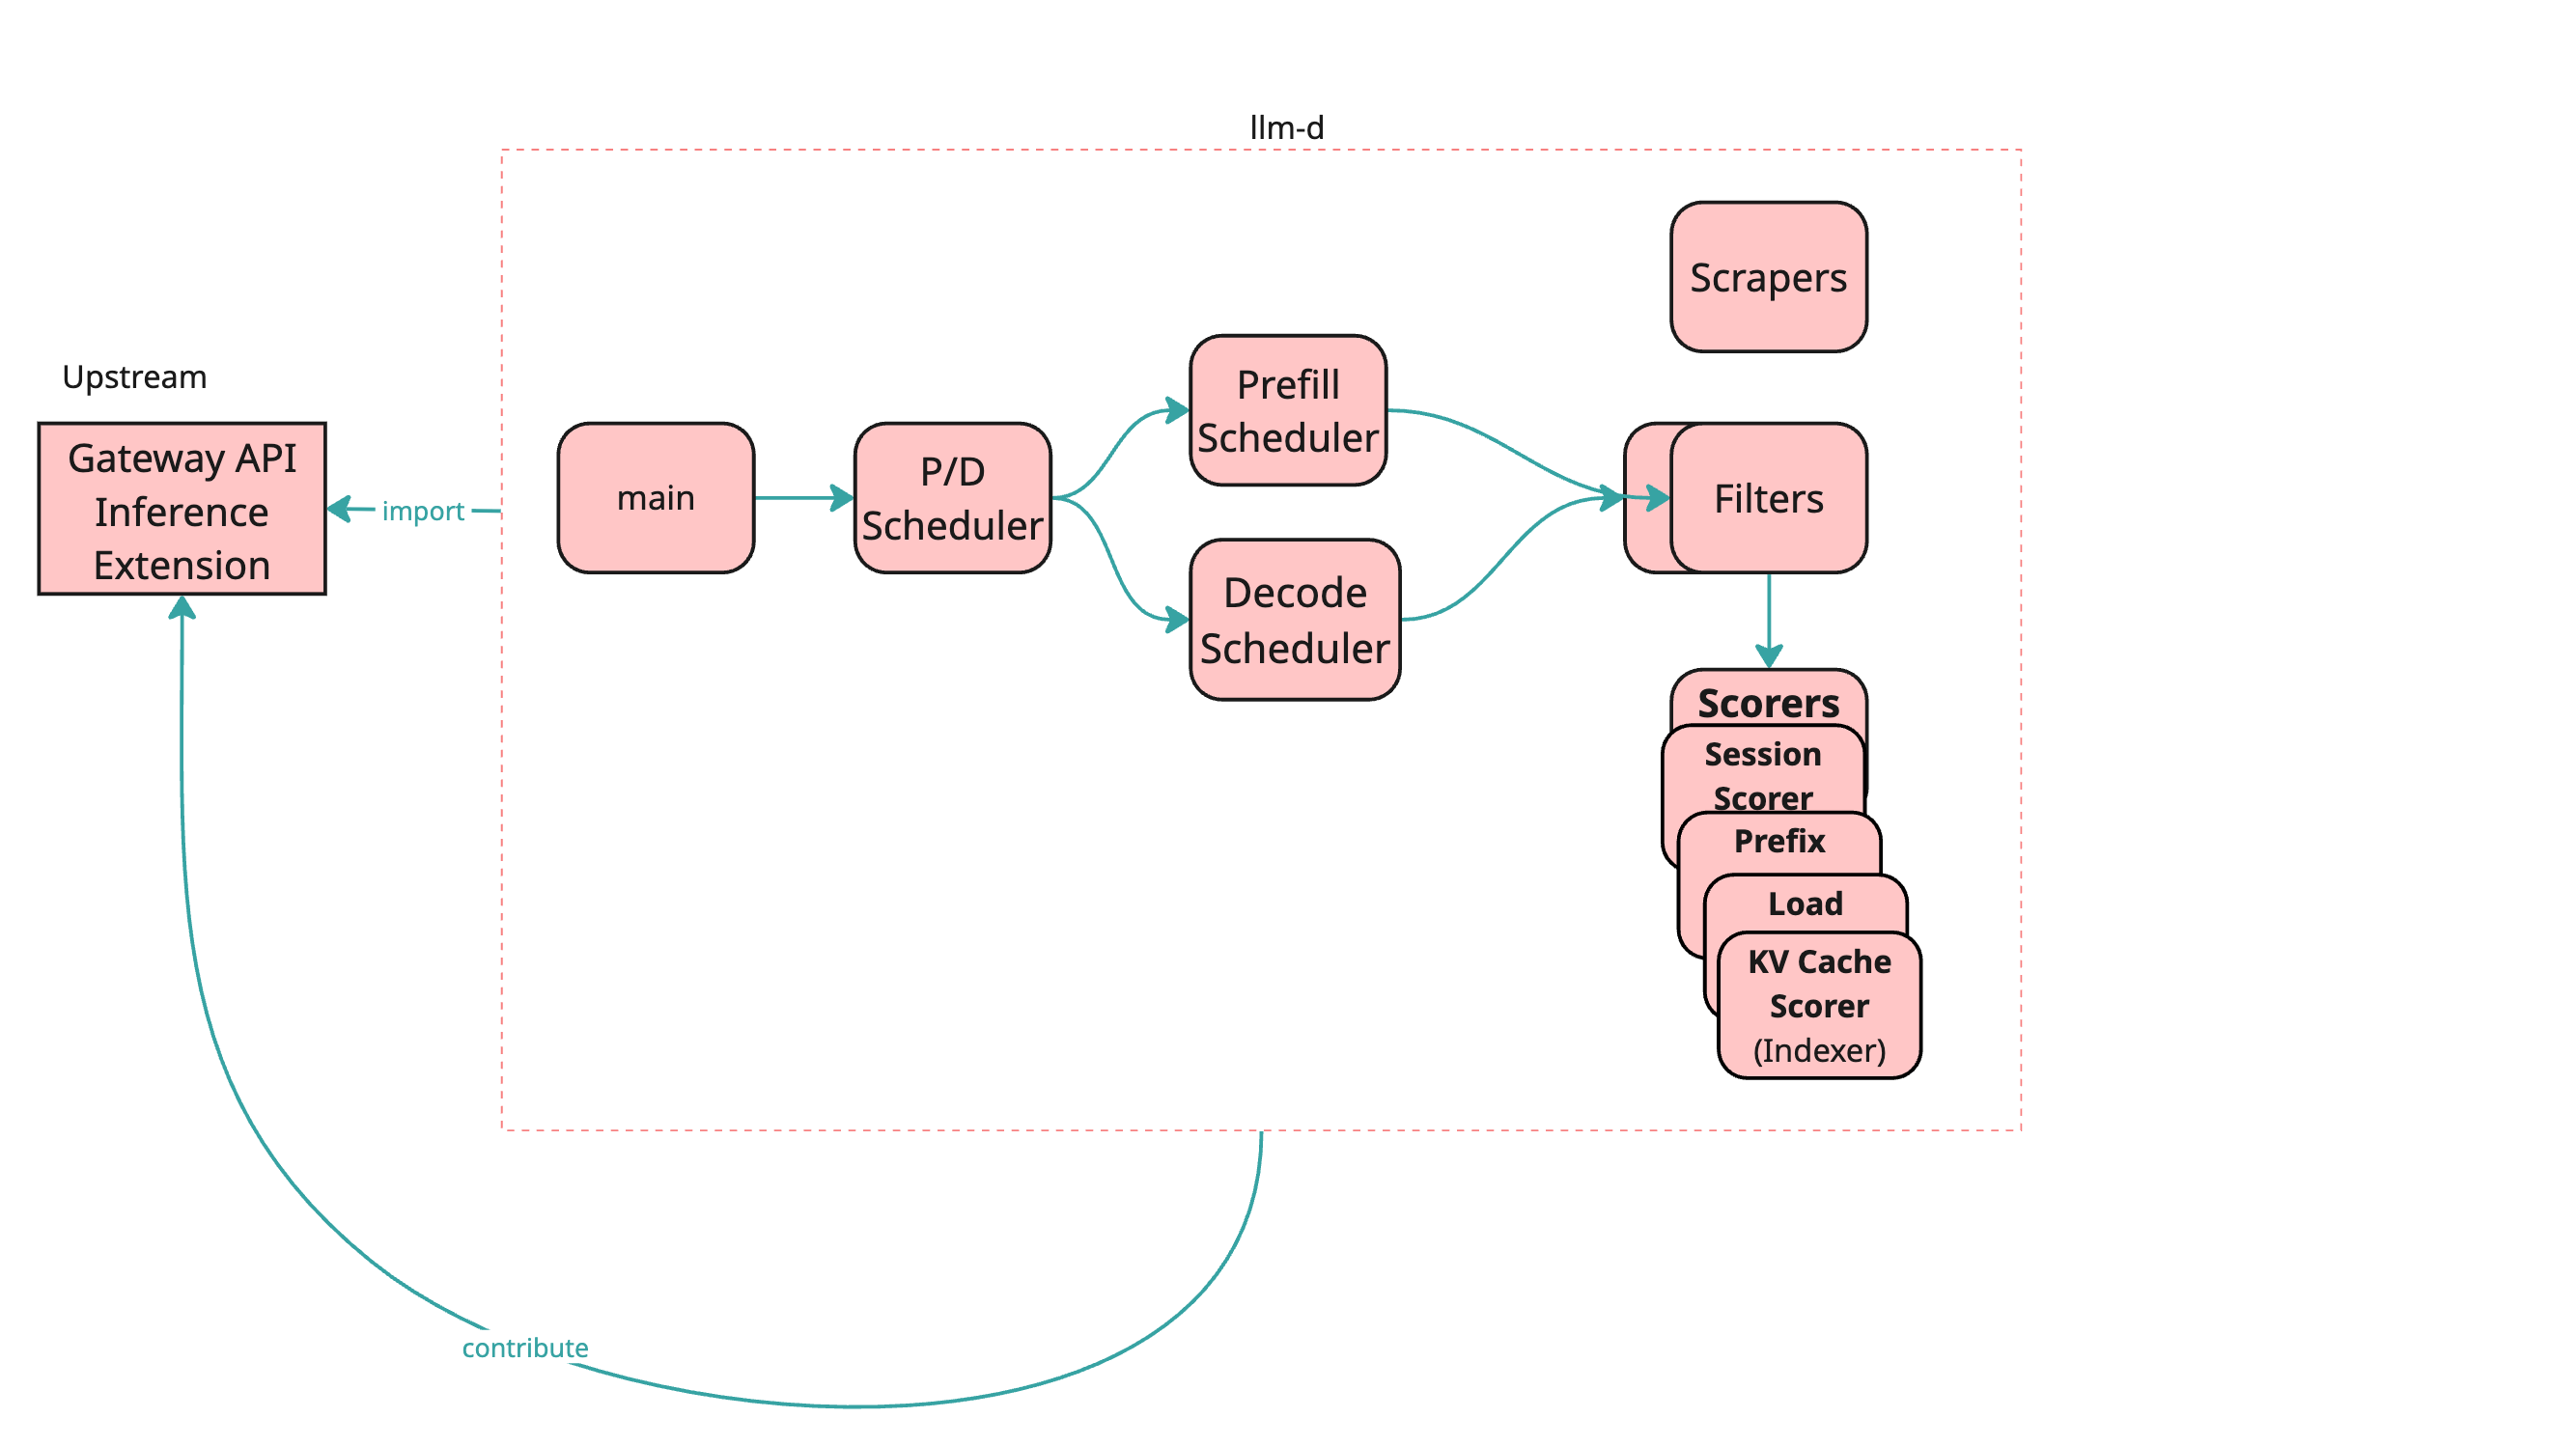 llm-d
Upstream
Gateway API
Inference
Extension
import
main
P/D
Scheduler
Prefill
Scheduler
Decode
Scheduler
Scrapers
Filters
Scorers
Session
Scorer
Prefix
Load
KV Cache
Scorer
(Indexer)
contribute